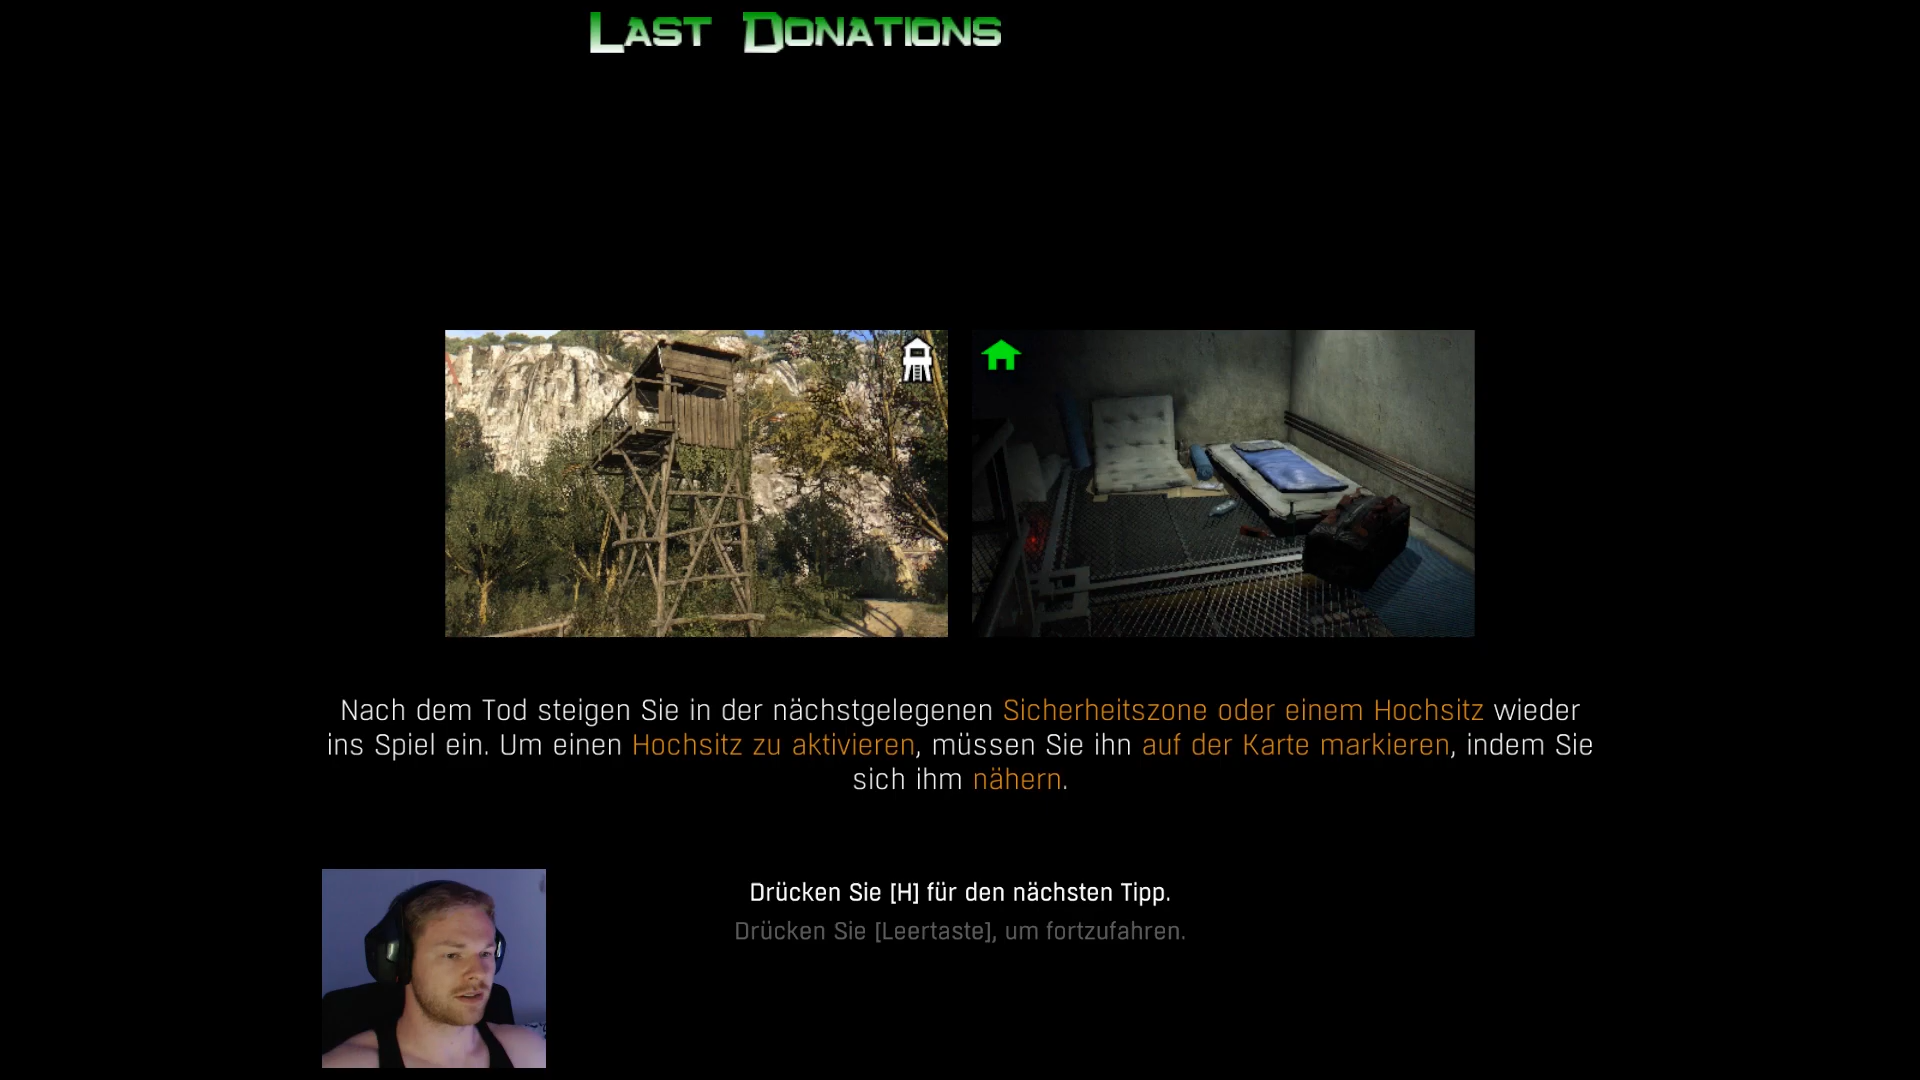 Last Donations
Nach dem Tod steigen Sie in der nächstgelegenen Sicherheitszone oder einem Hochsitz wieder
ins Spiel ein. Um einen Hochsitz zu aktivieren, müssen Sie ihn auf der Karte markieren, indem Sie
sich ihm nähern.
Drücken Sie [H] für den nächsten Tipp.
Drücken Sie [Leertaste], um fortzufahren.